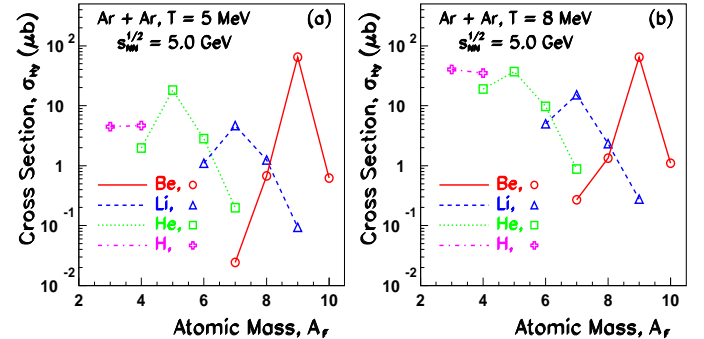 Ar + Ar, T = 5 MeV (a)
s_NN^1/2 = 5.0 GeV
Cross Section, σ_Hy (μb)
10^2
10
1
10^-1
10^-2
Be,
Li,
He,
H,
2 4 6 8 10
Atomic Mass, A_F
Ar + Ar, T = 8 MeV (b)
s_NN^1/2 = 5.0 GeV
Cross Section, σ_Hy (μb)
10^2
10
1
10^-1
10^-2
Be,
Li,
He,
H,
2 4 6 8 10
Atomic Mass, A_F